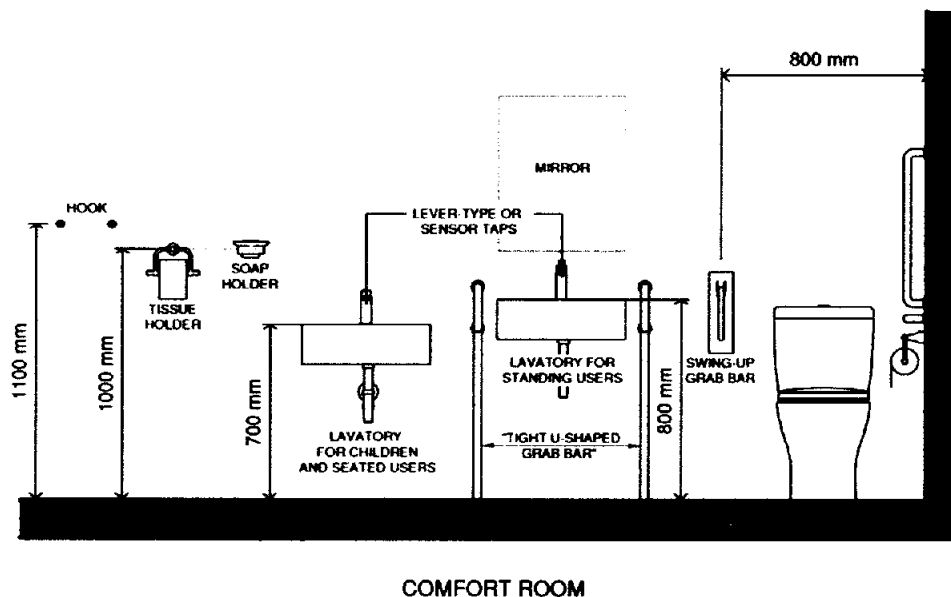 800 mm
MIRROR
HOOK
LEVER-TYPE OR
SENSOR TAPS
SOAP
HOLDER
TISSUE
HOLDER
1100 mm
1000 mm
700 mm
LAVATORY
FOR CHILDREN
AND SEATED USERS
LAVATORY FOR
STANDING USERS
"TIGHT U-SHAPED
GRAB BAR"
800 mm
SWING-UP
GRAB BAR
COMFORT ROOM